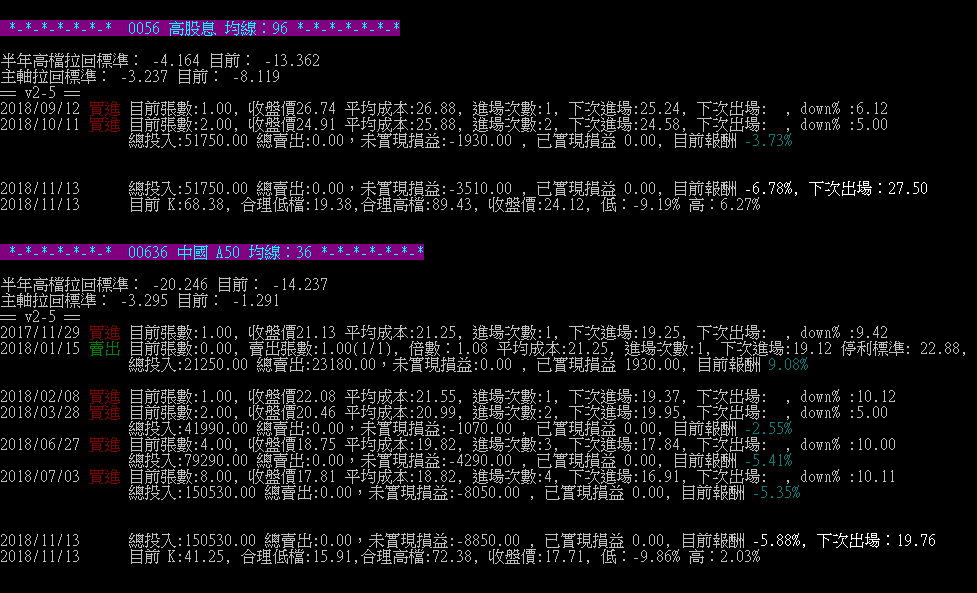 *-*-*-*-*-*-*  0056 高股息 均線：96 *-*-*-*-*-*-*
半年高檔拉回標準： -4.164 目前： -13.362
主軸拉回標準： -3.237 目前： -8.119
== v2-5 ==
2018/09/12 買進 目前張數:1.00, 收盤價26.74 平均成本:26.88, 進場次數:1, 下次進場:25.24, 下次出場:  , down% :6.12
2018/10/11 買進 目前張數:2.00, 收盤價24.91 平均成本:25.88, 進場次數:2, 下次進場:24.58, 下次出場:  , down% :5.00
總投入:51750.00 總賣出:0.00，未實現損益:-1930.00 , 已實現損益 0.00, 目前報酬 -3.73%
2018/11/13 總投入:51750.00 總賣出:0.00，未實現損益:-3510.00 , 已實現損益 0.00, 目前報酬 -6.78%, 下次出場：27.50
2018/11/13 目前 K:68.38, 合理低檔:19.38,合理高檔:89.43, 收盤價:24.12, 低：-9.19% 高：6.27%
*-*-*-*-*-*-*  00636 中國 A50 均線：36 *-*-*-*-*-*-*
半年高檔拉回標準： -20.246 目前： -14.237
主軸拉回標準： -3.295 目前： -1.291
== v2-5 ==
2017/11/29 買進 目前張數:1.00, 收盤價21.13 平均成本:21.25, 進場次數:1, 下次進場:19.25, 下次出場:  , down% :9.42
2018/01/15 賣出 目前張數:0.00, 賣出張數:1.00(1/1), 倍數：1.08 平均成本:21.25, 進場次數:1, 下次進場:19.12 停利標準: 22.88,
總投入:21250.00 總賣出:23180.00，未實現損益:0.00 , 已實現損益 1930.00, 目前報酬 9.08%
2018/02/08 買進 目前張數:1.00, 收盤價22.08 平均成本:21.55, 進場次數:1, 下次進場:19.37, 下次出場:  , down% :10.12
2018/03/28 買進 目前張數:2.00, 收盤價20.46 平均成本:20.99, 進場次數:2, 下次進場:19.95, 下次出場:  , down% :5.00
總投入:41990.00 總賣出:0.00，未實現損益:-1070.00 , 已實現損益 0.00, 目前報酬 -2.55%
2018/06/27 買進 目前張數:4.00, 收盤價18.75 平均成本:19.82, 進場次數:3, 下次進場:17.84, 下次出場:  , down% :10.00
總投入:79290.00 總賣出:0.00，未實現損益:-4290.00 , 已實現損益 0.00, 目前報酬 -5.41%
2018/07/03 買進 目前張數:8.00, 收盤價17.81 平均成本:18.82, 進場次數:4, 下次進場:16.91, 下次出場:  , down% :10.11
總投入:150530.00 總賣出:0.00，未實現損益:-8050.00 , 已實現損益 0.00, 目前報酬 -5.35%
2018/11/13 總投入:150530.00 總賣出:0.00，未實現損益:-8850.00 , 已實現損益 0.00, 目前報酬 -5.88%, 下次出場：19.76
2018/11/13 目前 K:41.25, 合理低檔:15.91,合理高檔:72.38, 收盤價:17.71, 低：-9.86% 高：2.03%